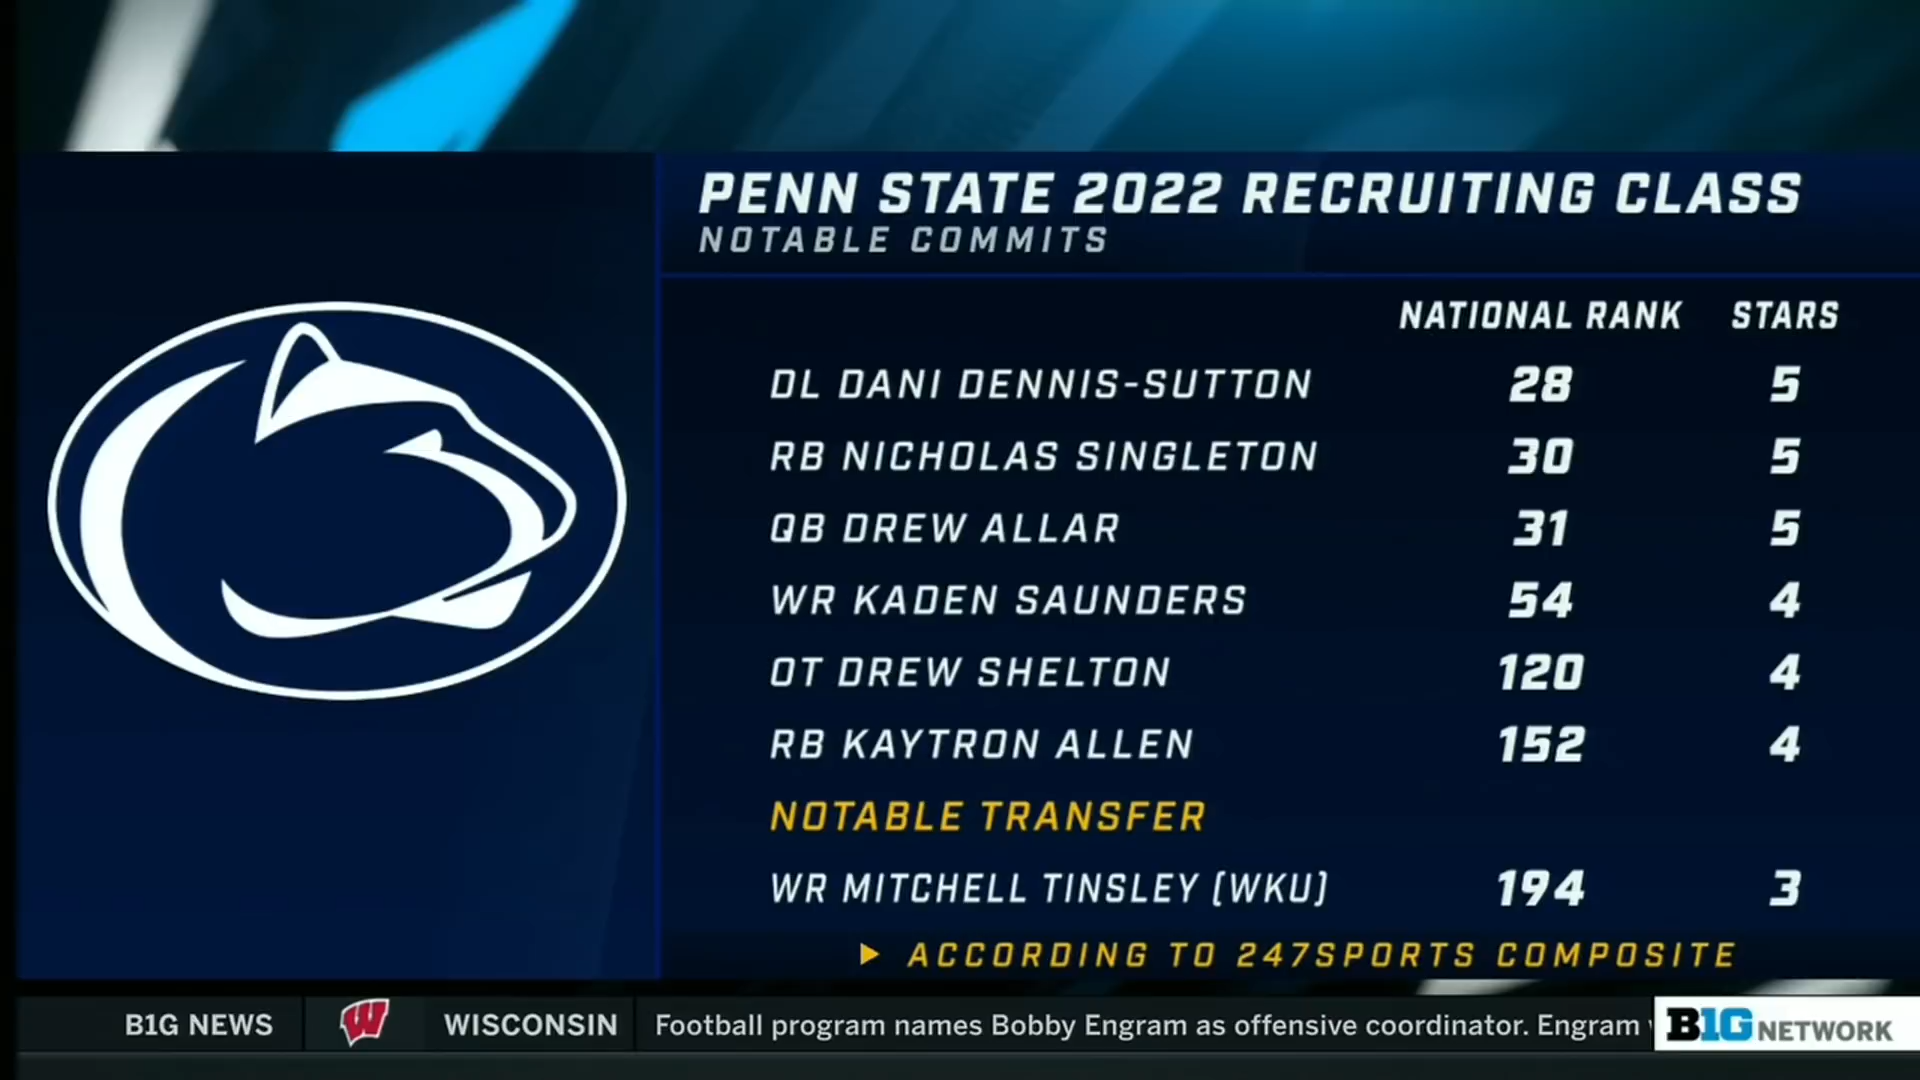 PENN STATE 2022 RECRUITING CLASS
NOTABLE COMMITS
NATIONAL RANK STARS
DL DANI DENNIS-SUTTON 28 5
RB NICHOLAS SINGLETON 30 5
QB DREW ALLAR 31 5
WR KADEN SAUNDERS 54 4
OT DREW SHELTON 120 4
RB KAYTRON ALLEN 152 4
NOTABLE TRANSFER
WR MITCHELL TINSLEY (WKU) 194 3
► ACCORDING TO 247SPORTS COMPOSITE
B1G NEWS W WISCONSIN Football program names Bobby Engram as offensive coordinator. Engram B1G NETWORK